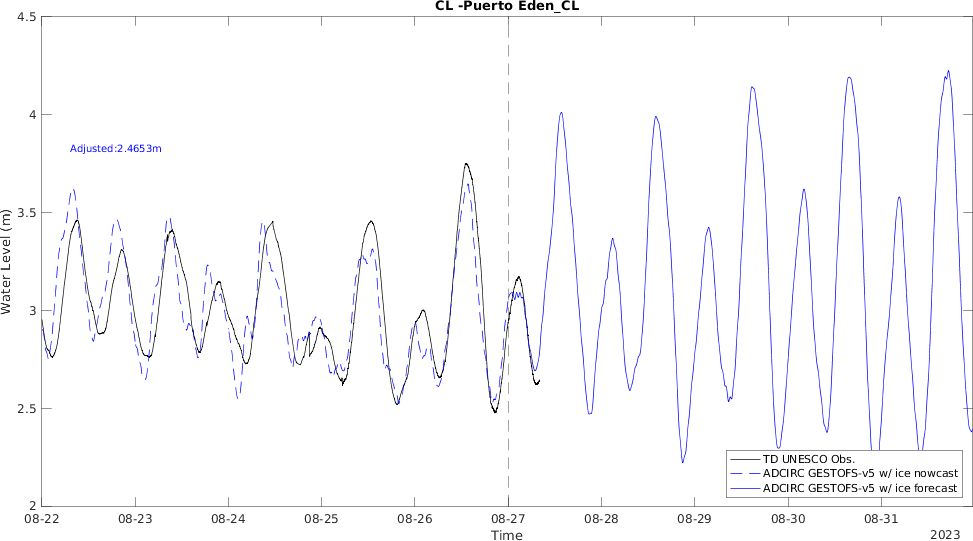 CL -Puerto Eden_CL
4.5
4
3.5
3
2.5
2
Water Level (m)
Adjusted:2.4653m
TD UNESCO Obs.
ADCIRC GESTOFS-v5 w/ ice nowcast
ADCIRC GESTOFS-v5 w/ ice forecast
08-22 08-23 08-24 08-25 08-26 08-27 08-28 08-29 08-30 08-31
Time
2023